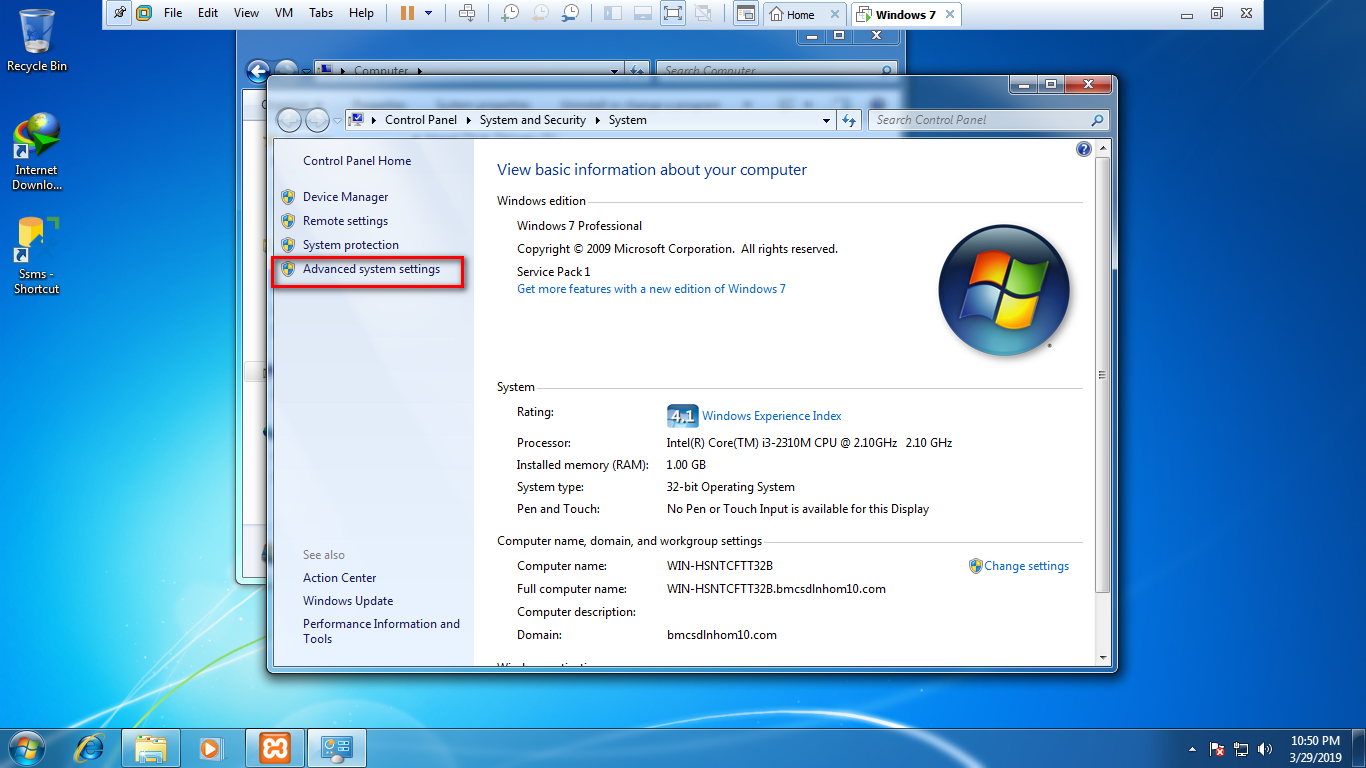 File Edit View VM Tabs Help
Home
Windows 7
Recycle Bin
Internet
Downlo...
Ssms -
Shortcut
Computer
Search Computer
Control Panel System and Security System
Search Control Panel
Control Panel Home
Device Manager
Remote settings
System protection
Advanced system settings
See also
Action Center
Windows Update
Performance Information and
Tools
View basic information about your computer
Windows edition
Windows 7 Professional
Copyright © 2009 Microsoft Corporation. All rights reserved.
Service Pack 1
Get more features with a new edition of Windows 7
System
Rating: 4.1 Windows Experience Index
Processor: Intel(R) Core(TM) i3-2310M CPU @ 2.10GHz 2.10 GHz
Installed memory (RAM): 1.00 GB
System type: 32-bit Operating System
Pen and Touch: No Pen or Touch Input is available for this Display
Computer name, domain, and workgroup settings
Computer name: WIN-HSNTCFTT32B Change settings
Full computer name: WIN-HSNTCFTT32B.bmcsdlnhom10.com
Computer description:
Domain: bmcsdlnhom10.com
10:50 PM
3/29/2019